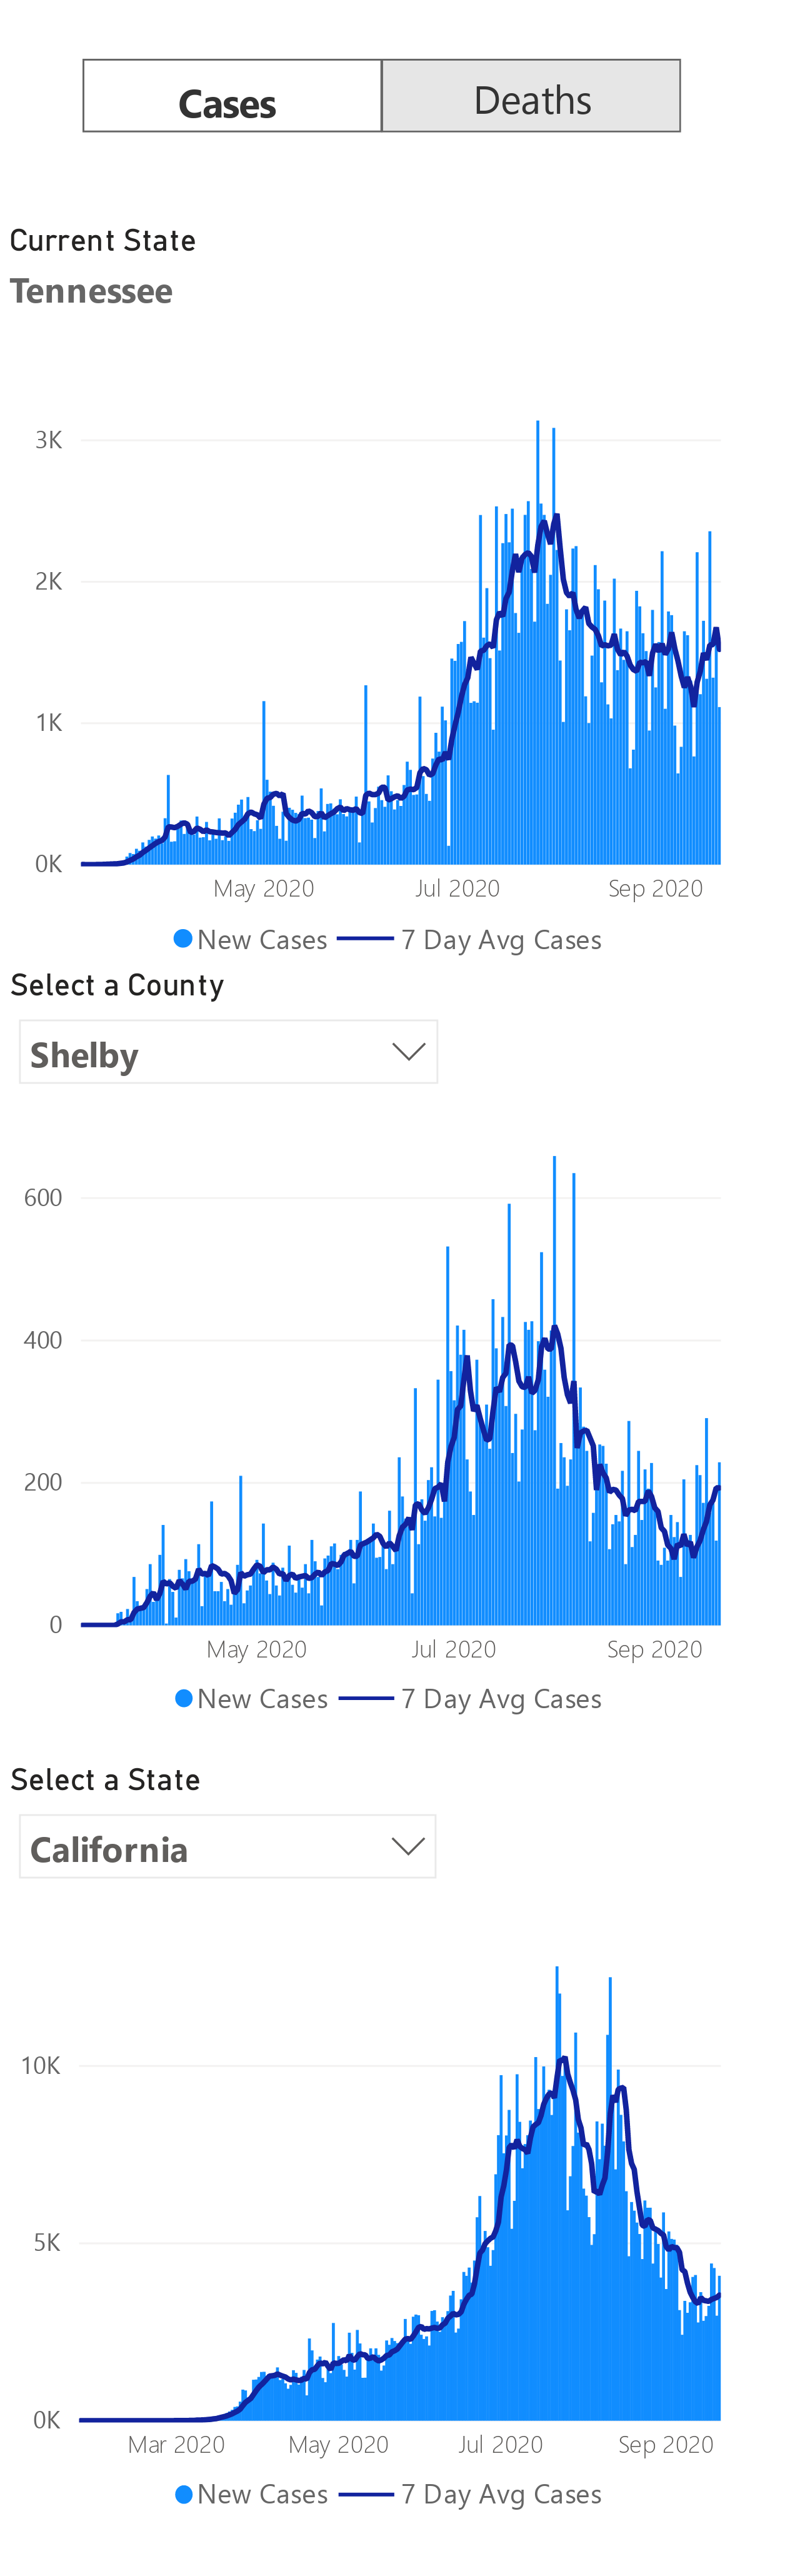 Cases Deaths
Current State
Tennessee
3K
2K
1K
0K
May 2020 Jul 2020 Sep 2020
New Cases 7 Day Avg Cases
Select a County
Shelby
600
400
200
0
May 2020 Jul 2020 Sep 2020
New Cases 7 Day Avg Cases
Select a State
California
10K
5K
0K
Mar 2020 May 2020 Jul 2020 Sep 2020
New Cases 7 Day Avg Cases